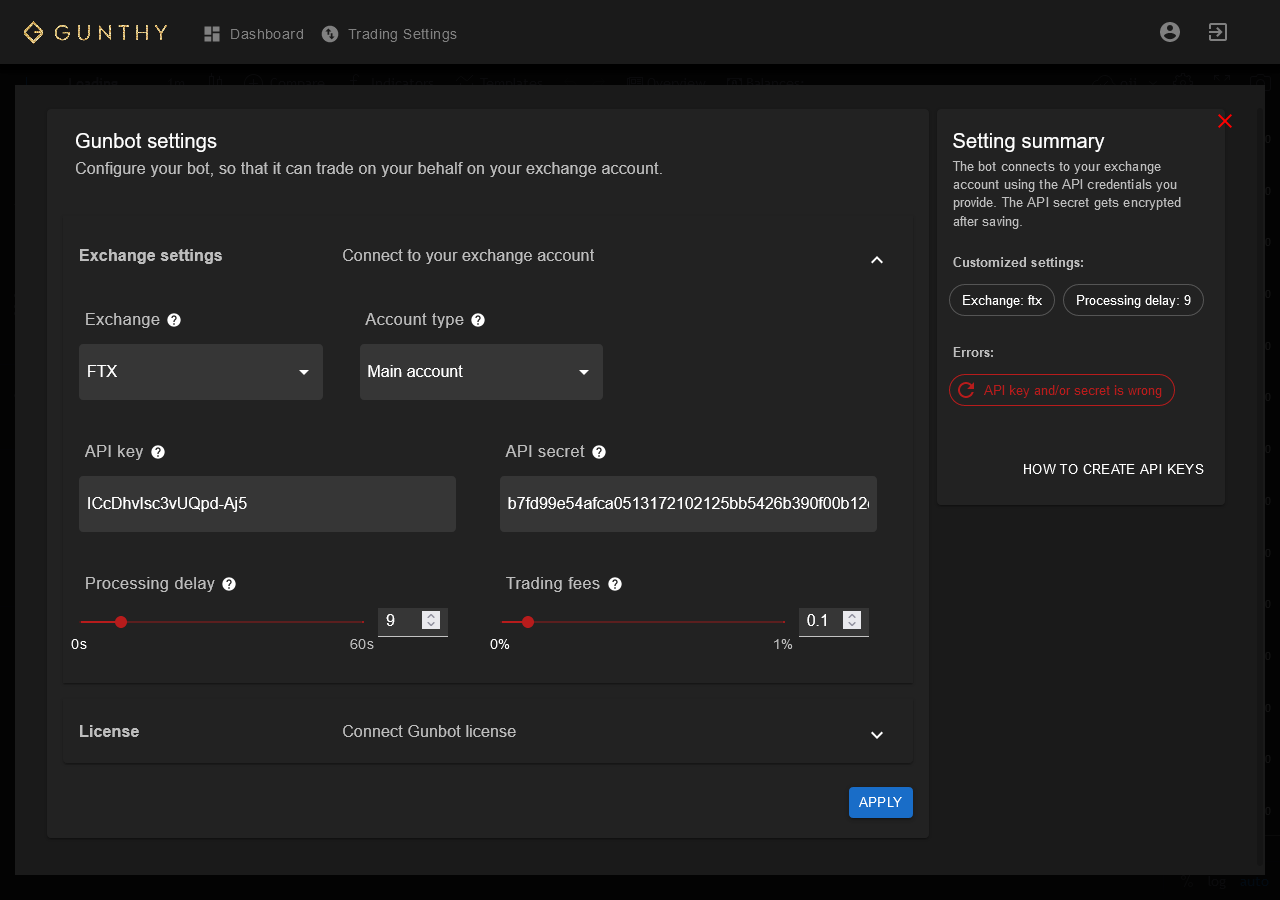 GUNTHY Dashboard Trading Settings
Gunbot settings
Configure your bot, so that it can trade on your behalf on your exchange account.
Exchange settings Connect to your exchange account
Exchange Account type
FTX Main account
API key API secret
ICcDhvIsc3vUQpd-Aj5 b7fd99e54afca0513172102125bb5426b390f00b12
Processing delay Trading fees
9 0.1
0s 60s 0% 1%
License Connect Gunbot license
APPLY
Setting summary
The bot connects to your exchange
account using the API credentials you
provide. The API secret gets encrypted
after saving.
Customized settings:
Exchange: ftx Processing delay: 9
Errors:
API key and/or secret is wrong
HOW TO CREATE API KEYS